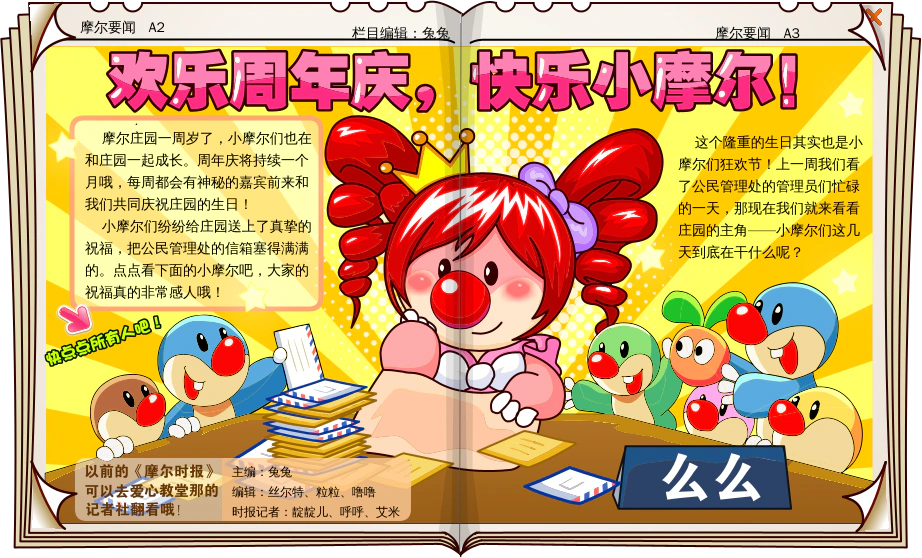 摩尔要闻 A2
栏目编辑：兔兔
摩尔要闻 A3
欢乐周年庆，快乐小摩尔！
摩尔庄园一周岁了，小摩尔们也在
和庄园一起成长。周年庆将持续一个
月哦，每周都会有神秘的嘉宾前来和
我们共同庆祝庄园的生日！
小摩尔们纷纷给庄园送上了真挚的
祝福，把公民管理处的信箱塞得满满
的。点点看下面的小摩尔吧，大家的
祝福真的非常感人哦！
这个隆重的生日其实也是小
摩尔们狂欢节！上一周我们看
了公民管理处的管理员们忙碌
的一天，那现在我们就来看看
庄园的主角——小摩尔们这几
天到底在干什么呢？
快点点所有人吧！
么么
以前的《摩尔时报》
可以去爱心教堂那的
记者社翻看哦！
主编：兔兔
编辑：丝尔特、粒粒、噜噜
时报记者：靛靛儿、呼呼、艾米